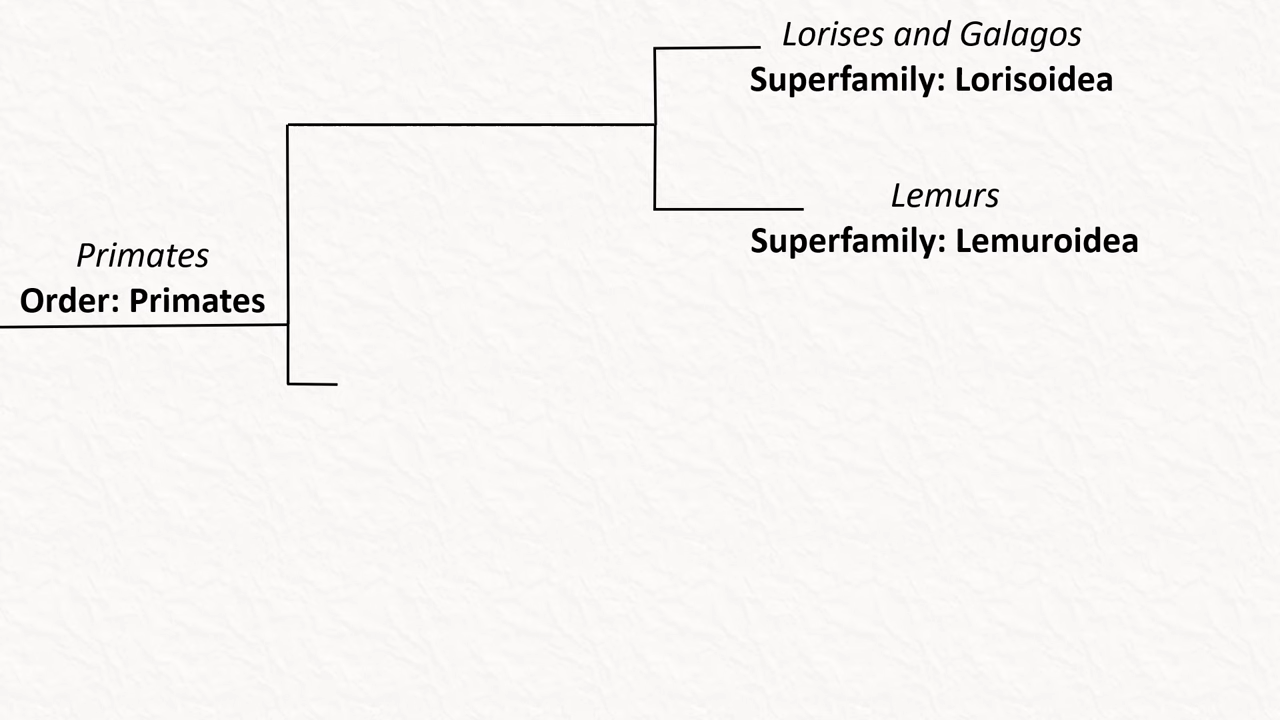 Lorises and Galagos
Superfamily: Lorisoidea
Lemurs
Superfamily: Lemuroidea
Primates
Order: Primates